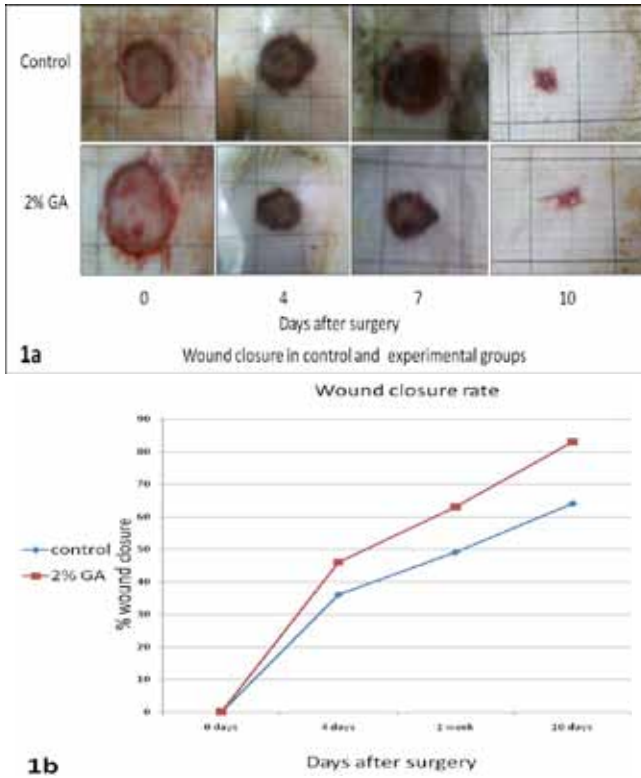 Control
2% GA
0 4 7 10
Days after surgery
1a Wound closure in control and experimental groups
Wound closure rate
90
80
70
60
50
40
30
20
10
0
% wound closure
control
2% GA
0 days 4 days 1 week 10 days
1b Days after surgery